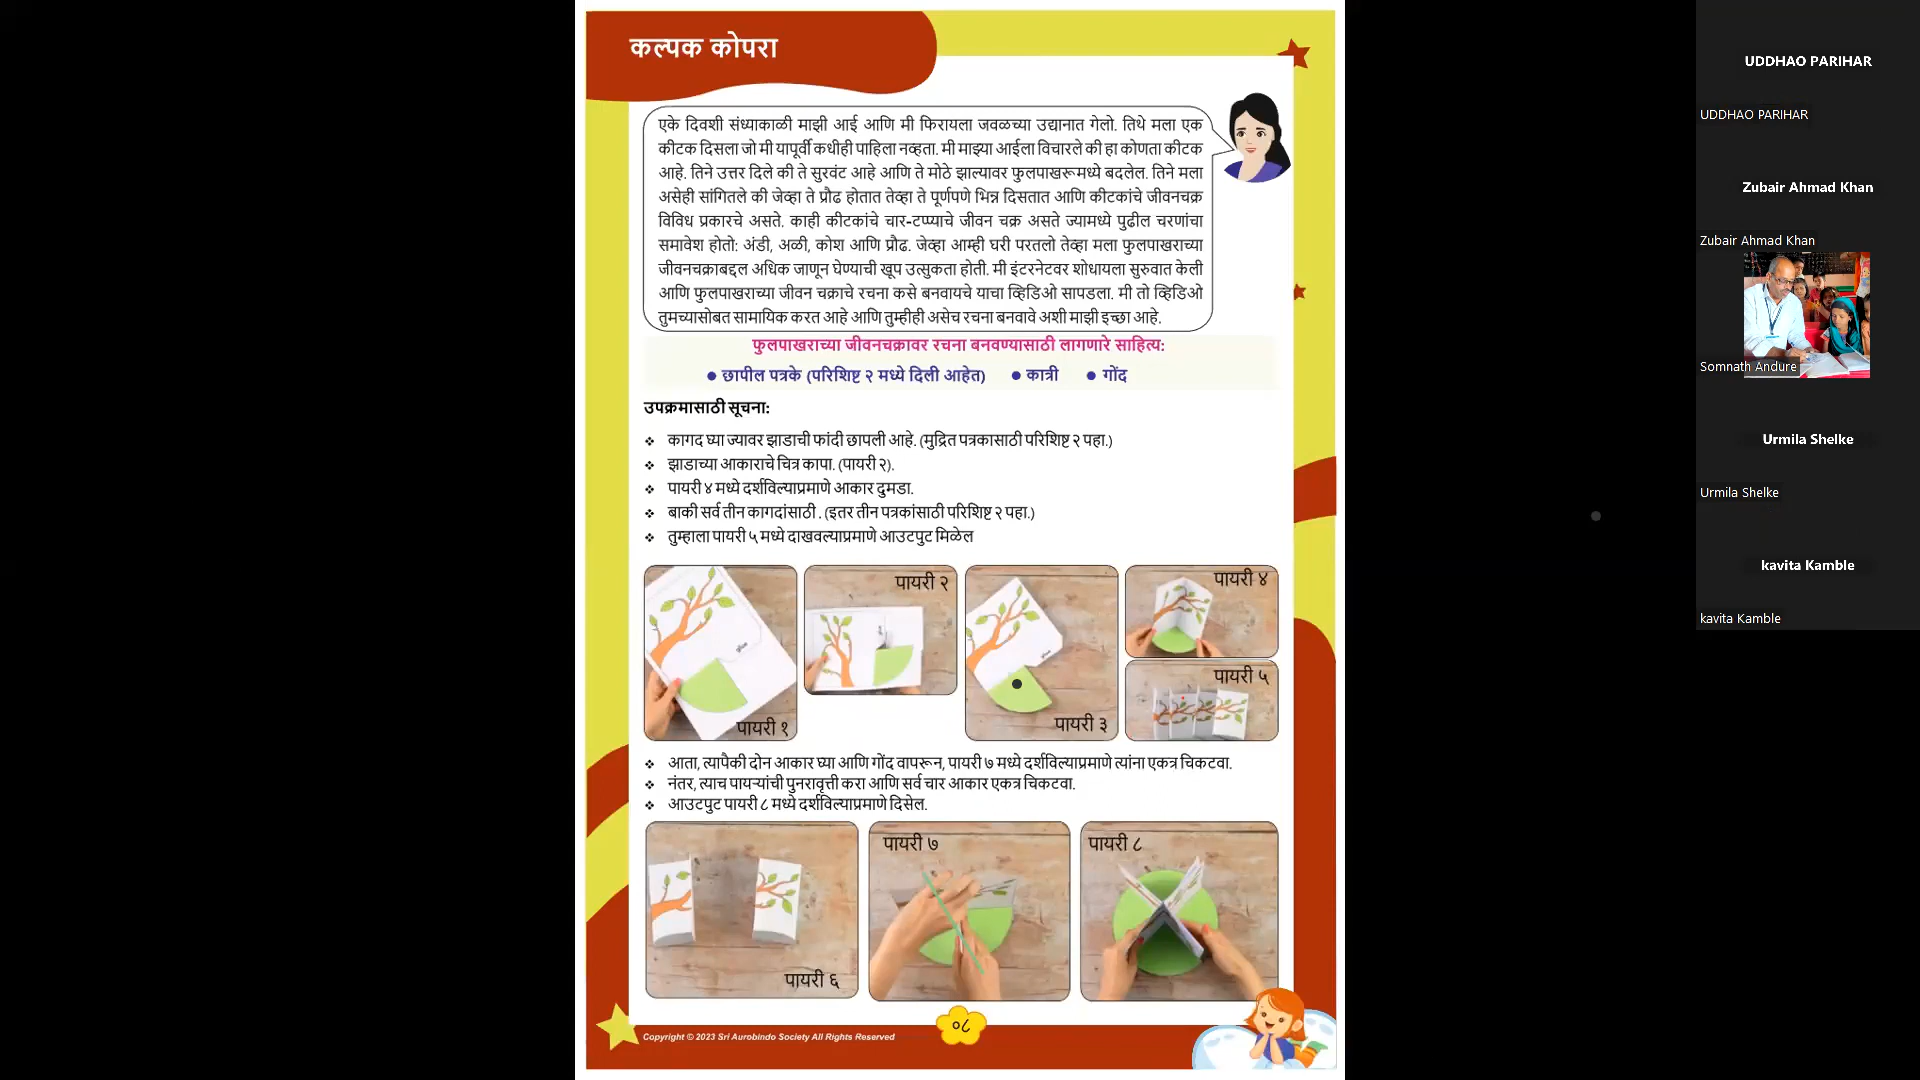 कल्पक कोपरा
एके दिवशी संध्याकाळी माझी आई आणि मी फिरायला जवळच्या उद्यानात गेलो. तिथे मला एक
कीटक दिसला जो मी यापूर्वी कधीही पाहिला नव्हता. मी माझ्या आईला विचारले की हा कोणता कीटक
आहे. तिने उत्तर दिले की ते सुरवंट आहे आणि ते मोठे झाल्यावर फुलपाखरूमध्ये बदलेल. तिने मला
असेही सांगितले की जेव्हा ते प्रौढ होतात तेव्हा ते पूर्णपणे भिन्न दिसतात आणि कीटकांचे जीवनचक्र
विविध प्रकारचे असते. काही कीटकांचे चार-टप्प्याचे जीवन चक्र असते ज्यामध्ये पुढील चरणांचा
समावेश होतो: अंडी, अळी, कोश आणि प्रौढ. जेव्हा आम्ही घरी परतलो तेव्हा मला फुलपाखराच्या
जीवनचक्राबद्दल अधिक जाणून घेण्याची खूप उत्सुकता होती. मी इंटरनेटवर शोधायला सुरुवात केली
आणि फुलपाखराच्या जीवन चक्राचे रचना कसे बनवायचे याचा व्हिडिओ सापडला. मी तो व्हिडिओ
तुमच्यासोबत सामायिक करत आहे आणि तुम्हीही असेच रचना बनवावे अशी माझी इच्छा आहे.
फुलपाखराच्या जीवनचक्रावर रचना बनवण्यासाठी लागणारे साहित्य:
● छापील पत्रके (परिशिष्ट २ मध्ये दिली आहेत) ● कात्री ● गोंद
उपक्रमासाठी सूचना:
❖ कागद घ्या ज्यावर झाडाची फांदी छापली आहे. (मुद्रित पत्रकासाठी परिशिष्ट २ पहा.)
❖ झाडाच्या आकाराचे चित्र कापा. (पायरी २).
❖ पायरी ४ मध्ये दर्शविल्याप्रमाणे आकार दुमडा.
❖ बाकी सर्व तीन कागदांसाठी . (इतर तीन पत्रकांसाठी परिशिष्ट २ पहा.)
❖ तुम्हाला पायरी ५ मध्ये दाखवल्याप्रमाणे आउटपुट मिळेल
पायरी १
पायरी २
पायरी ३
पायरी ४
पायरी ५
❖ आता, त्यापैकी दोन आकार घ्या आणि गोंद वापरून, पायरी ७ मध्ये दर्शविल्याप्रमाणे त्यांना एकत्र चिकटवा.
❖ नंतर, त्याच पायऱ्यांची पुनरावृत्ती करा आणि सर्व चार आकार एकत्र चिकटवा.
❖ आउटपुट पायरी ८ मध्ये दर्शविल्याप्रमाणे दिसेल.
पायरी ६
पायरी ७
पायरी ८
Copyright © 2023 Sri Aurobindo Society All Rights Reserved
०८
UDDHAO PARIHAR
UDDHAO PARIHAR
Zubair Ahmad Khan
Zubair Ahmad Khan
Somnath Andure
Urmila Shelke
Urmila Shelke
kavita Kamble
kavita Kamble